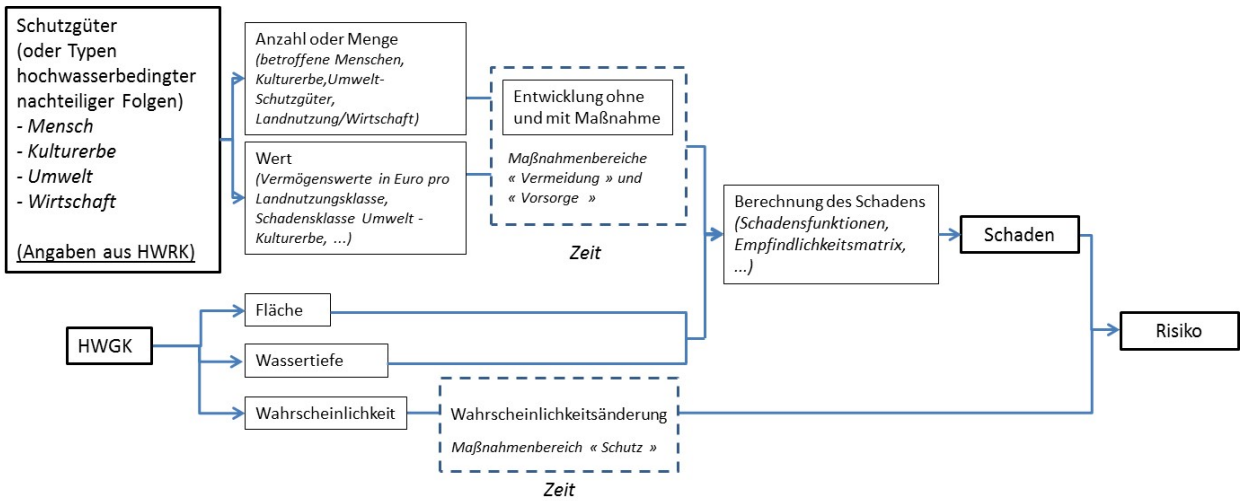 Schutzgüter
(oder Typen
hochwasserbedingter
nachteiliger Folgen)
- Mensch
- Kulturerbe
- Umwelt
- Wirtschaft
(Angaben aus HWRK)
Anzahl oder Menge
(betroffene Menschen,
Kulturerbe,Umwelt-
Schutzgüter,
Landnutzung/Wirtschaft)
Wert
(Vermögenswerte in Euro pro
Landnutzungsklasse,
Schadensklasse Umwelt -
Kulturerbe, ...)
Entwicklung ohne
und mit Maßnahme
Maßnahmenbereiche
« Vermeidung » und
« Vorsorge »
Zeit
Berechnung des Schadens
(Schadensfunktionen,
Empfindlichkeitsmatrix,
...)
Schaden
Risiko
HWGK
Fläche
Wassertiefe
Wahrscheinlichkeit
Wahrscheinlichkeitsänderung
Maßnahmenbereich « Schutz »
Zeit